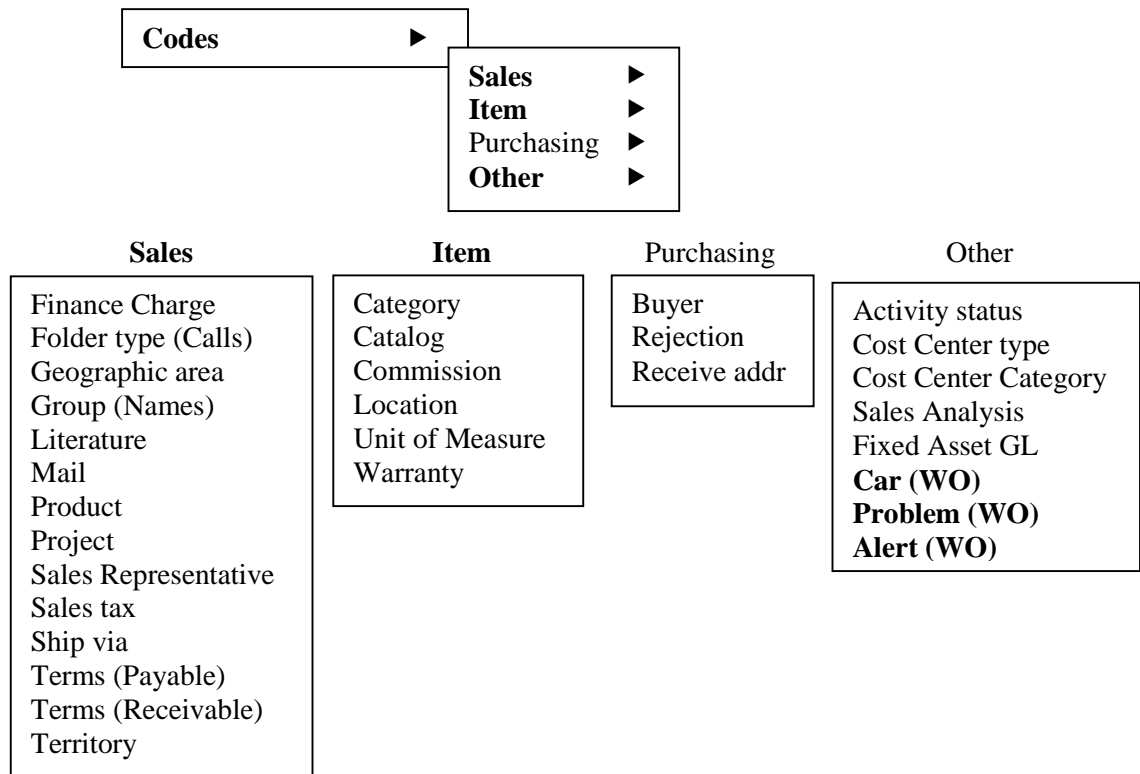 Codes ►
Sales ►
Item ►
Purchasing ►
Other ►
Sales
Finance Charge
Folder type (Calls)
Geographic area
Group (Names)
Literature
Mail
Product
Project
Sales Representative
Sales tax
Ship via
Terms (Payable)
Terms (Receivable)
Territory
Item
Category
Catalog
Commission
Location
Unit of Measure
Warranty
Purchasing
Buyer
Rejection
Receive addr
Other
Activity status
Cost Center type
Cost Center Category
Sales Analysis
Fixed Asset GL
Car (WO)
Problem (WO)
Alert (WO)